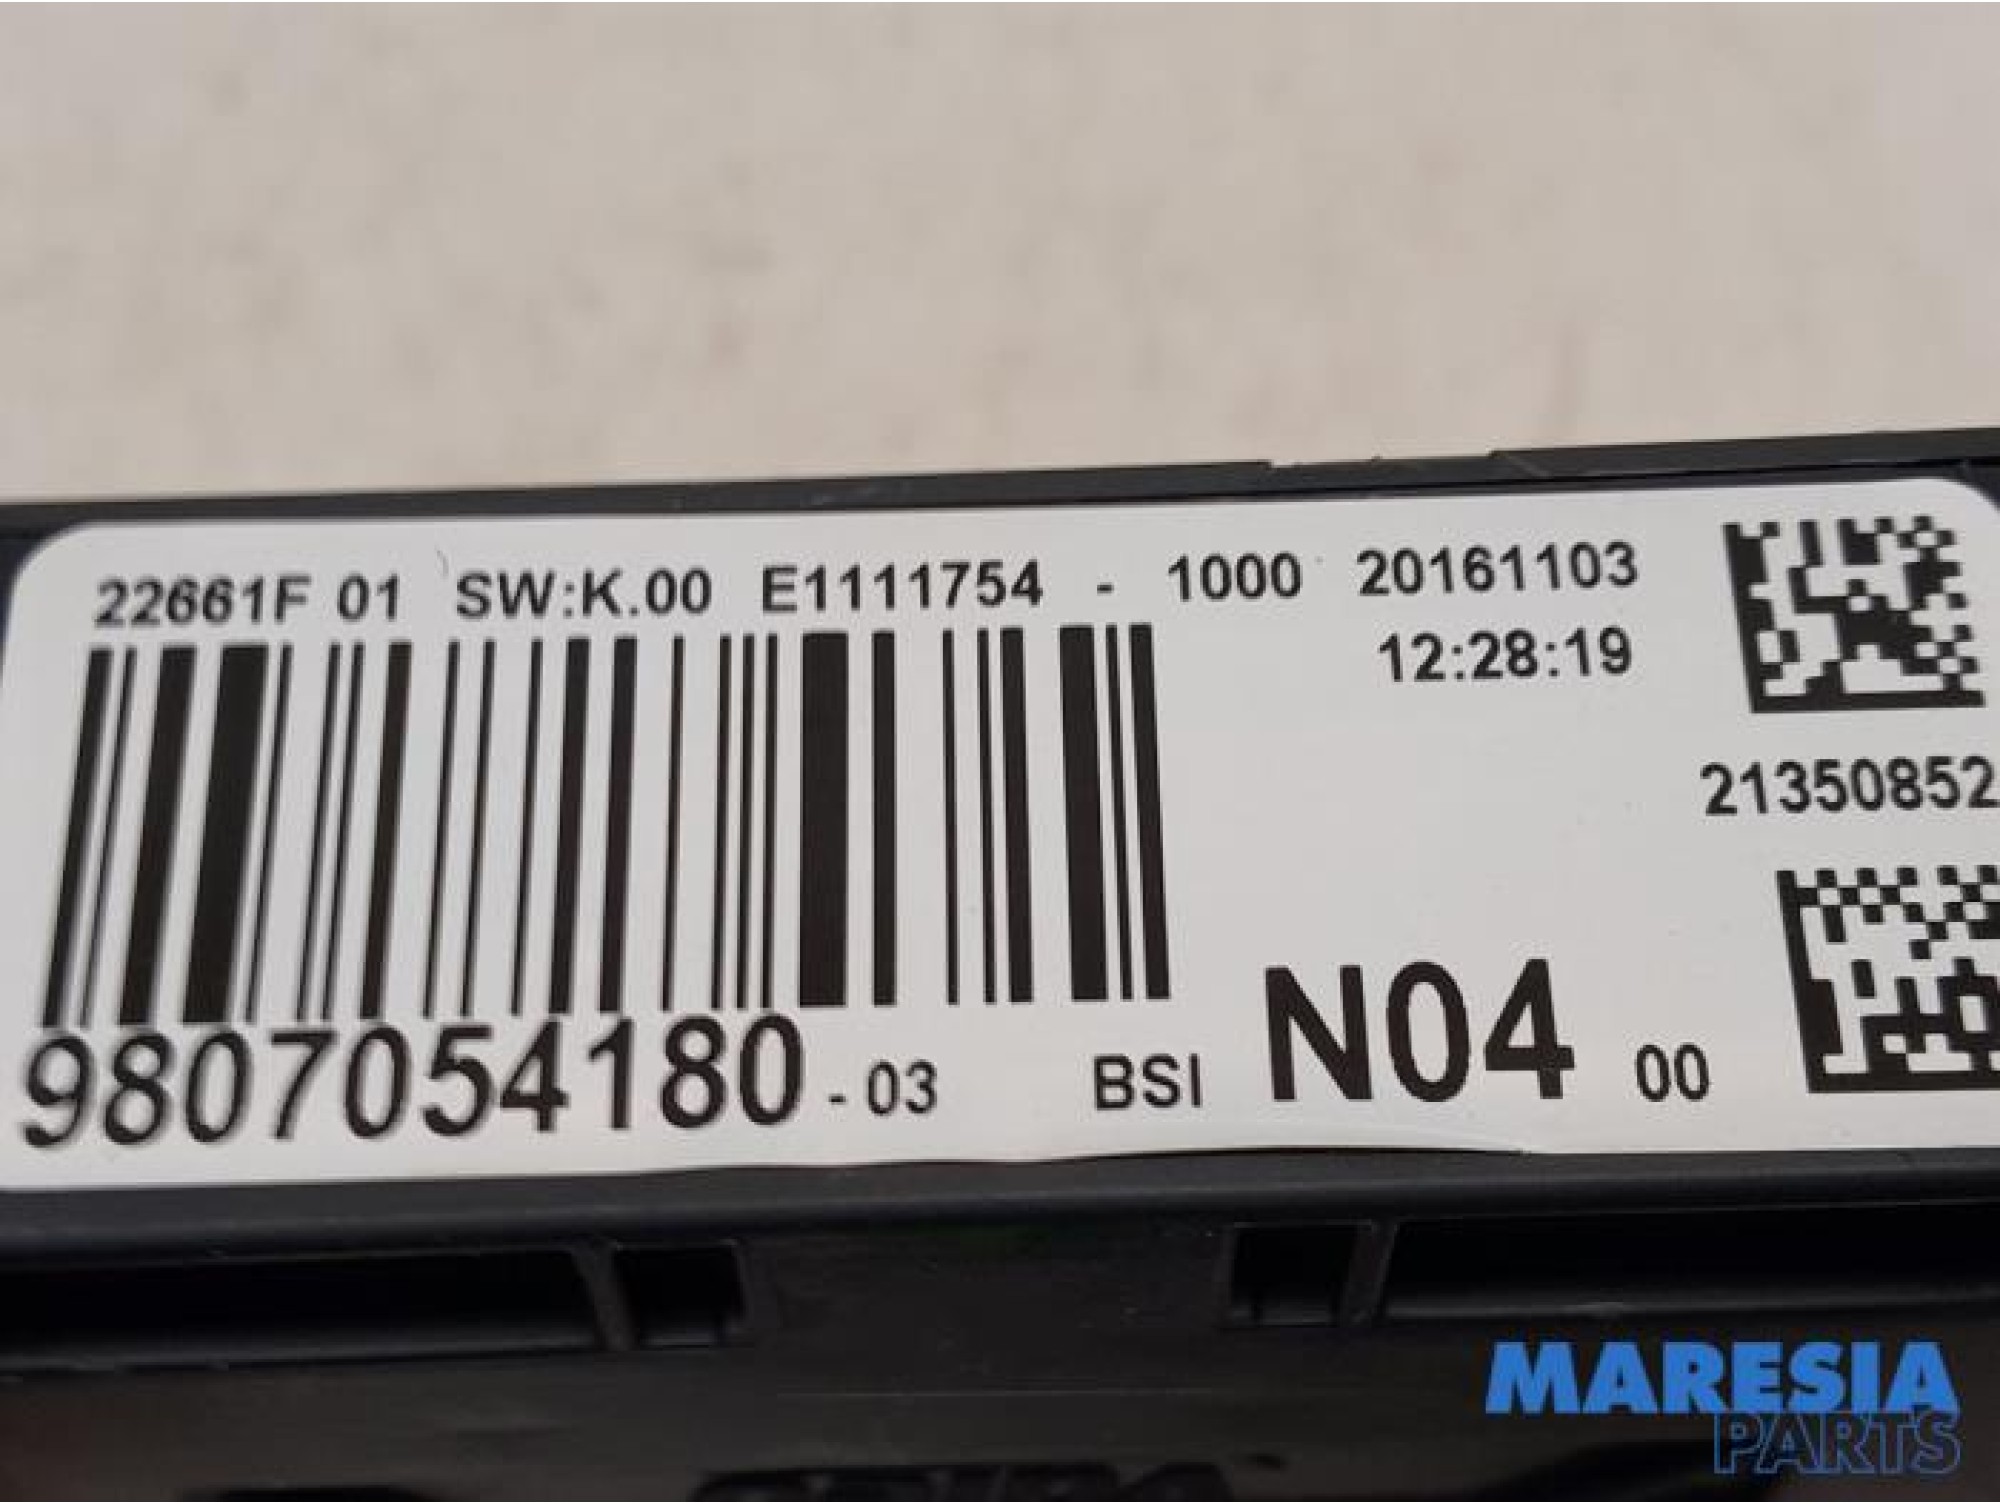 22661F 01 SW:K.00 E1111754 - 1000 20161103
12:28:19
21350852
9807054180 - 03 BSI N04 00
MARESIA
PARTS